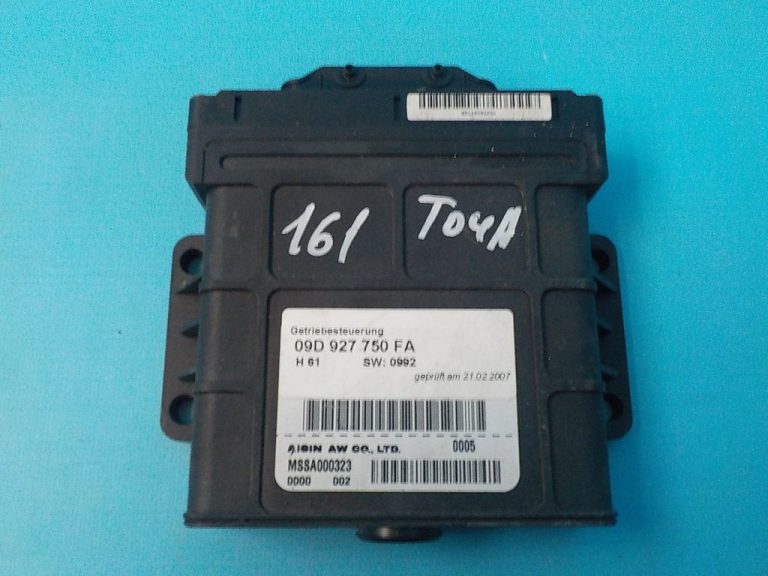 161 ТОЧА
Getriebesteuerung
09D 927 750 FA
H 61 SW: 0992
geprüft am 21.02.2007
AISIN AW CO., LTD. 0005
MSSA000323
0000 002